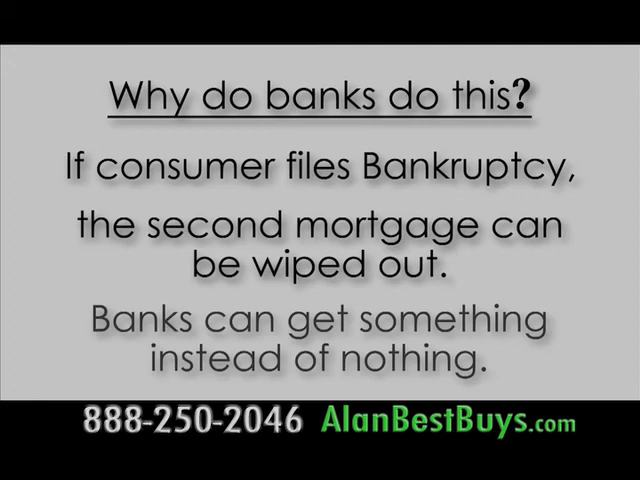 Why do banks do this?
If consumer files Bankruptcy,
the second mortgage can
be wiped out.
Banks can get something
instead of nothing.
888-250-2046 AlanBestBuys.com